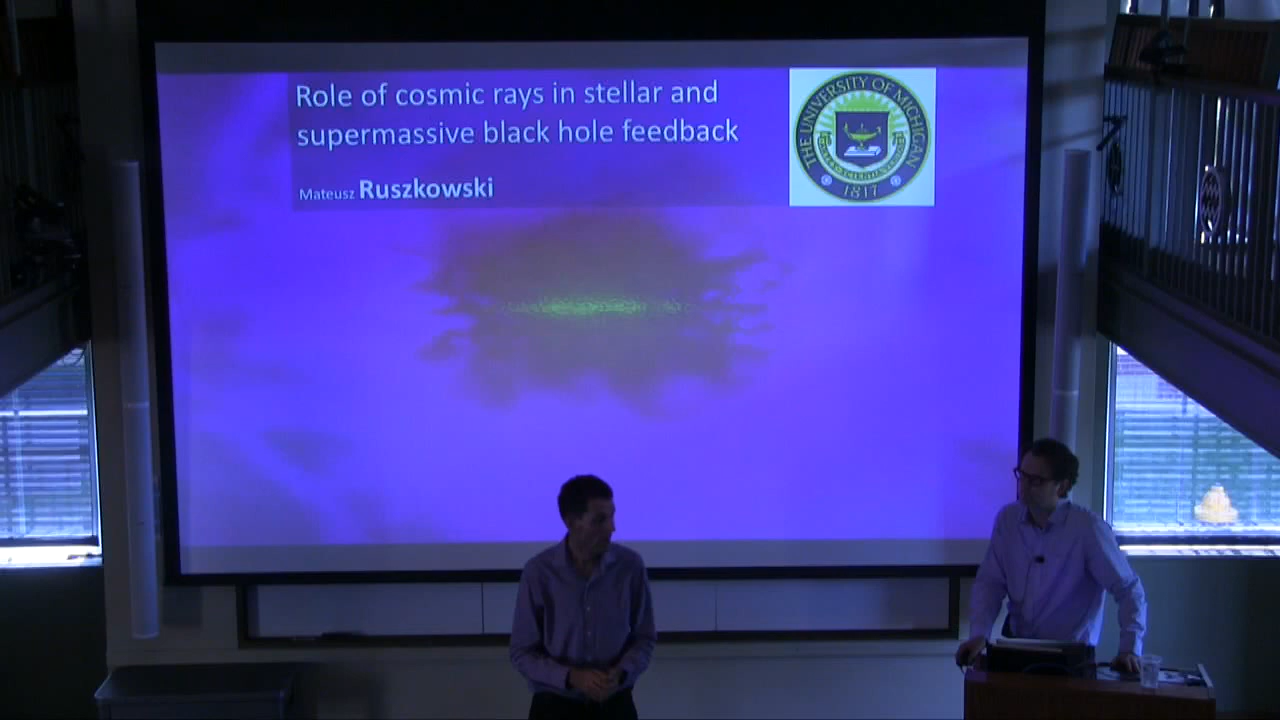 Role of cosmic rays in stellar and
supermassive black hole feedback
Mateusz Ruszkowski
THE UNIVERSITY OF MICHIGAN
1817